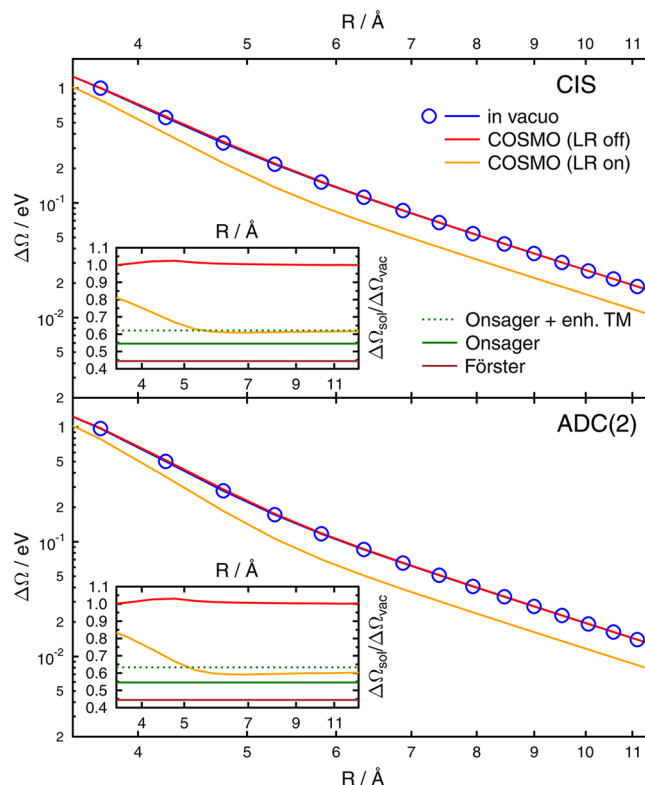 R / Å
4 5 6 7 8 9 10 11
CIS
in vacuo
COSMO (LR off)
COSMO (LR on)
ΔΩ / eV
1
5
2
10⁻¹
5
2
10⁻²
5
2
R / Å
1.1
1.0
0.9
0.8
0.7
0.6
0.5
0.4
4 5 7 9 11
ΔΩsol/ΔΩvac
Onsager + enh. TM
Onsager
Förster
ADC(2)
ΔΩ / eV
1
5
2
10⁻¹
5
2
10⁻²
5
2
R / Å
1.1
1.0
0.9
0.8
0.7
0.6
0.5
0.4
4 5 7 9 11
ΔΩsol/ΔΩvac
4 5 6 7 8 9 10 11
R / Å